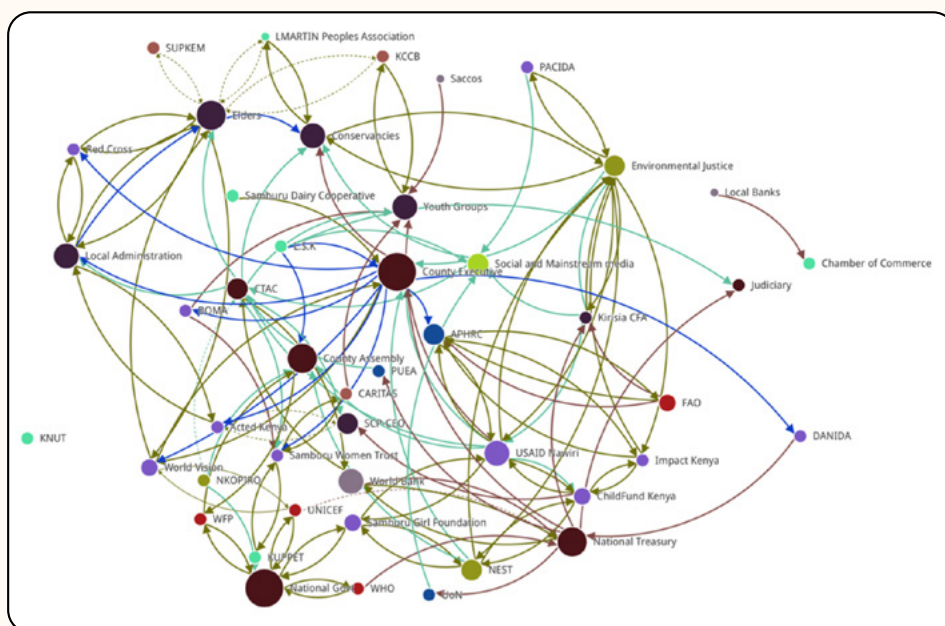 LMARTIN Peoples Association
SUPKEM
KCCB
PACIDA
Saccos
Elders
Conservancies
Red Cross
Environmental Justice
Local Banks
Samburu Dairy Cooperative
Youth Groups
L.S.K
Local Administration
Social and Mainstream media
Chamber of Commerce
County Executive
CTAC
Judiciary
BOMA
Kirisia CFA
APHRC
County Assembly
PUEA
CARITAS
FAO
SCP CEO
Acted Kenya
KNUT
DANIDA
Samburu Women Trust
USAID Nawiri
Impact Kenya
World Vision
NKOPIRO
World Bank
ChildFund Kenya
UNICEF
WFP
Samburu Girl Foundation
National Treasury
KUPPET
NEST
National Gov
WHO
UoN